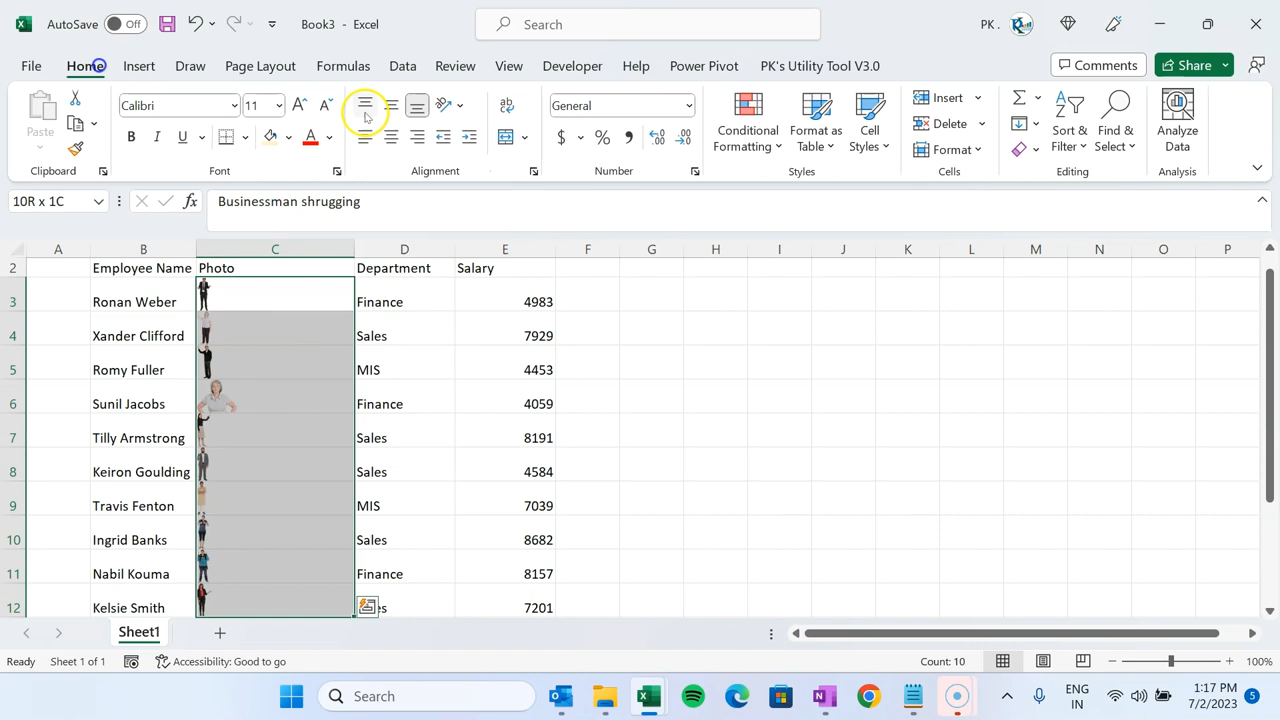 AutoSave Off Book3 - Excel Search PK .
File Home Insert Draw Page Layout Formulas Data Review View Developer Help Power Pivot PK's Utility Tool V3.0 Comments Share
Paste Calibri 11 B I U A General $ % Conditional Formatting Format as Table Cell Styles Insert Delete Format Sort & Filter Find & Select Analyze Data
Clipboard Font Alignment Number Styles Cells Editing Analysis
10R x 1C fx Businessman shrugging
A B C D E F G H I J K L M N O P
2 Employee Name Photo Department Salary
3 Ronan Weber Finance 4983
4 Xander Clifford Sales 7929
5 Romy Fuller MIS 4453
6 Sunil Jacobs Finance 4059
7 Tilly Armstrong Sales 8191
8 Keiron Goulding Sales 4584
9 Travis Fenton MIS 7039
10 Ingrid Banks Sales 8682
11 Nabil Kouma Finance 8157
12 Kelsie Smith es 7201
Sheet1
Ready Sheet 1 of 1 Accessibility: Good to go Count: 10 100%
Search ENG IN 1:17 PM 7/2/2023 5